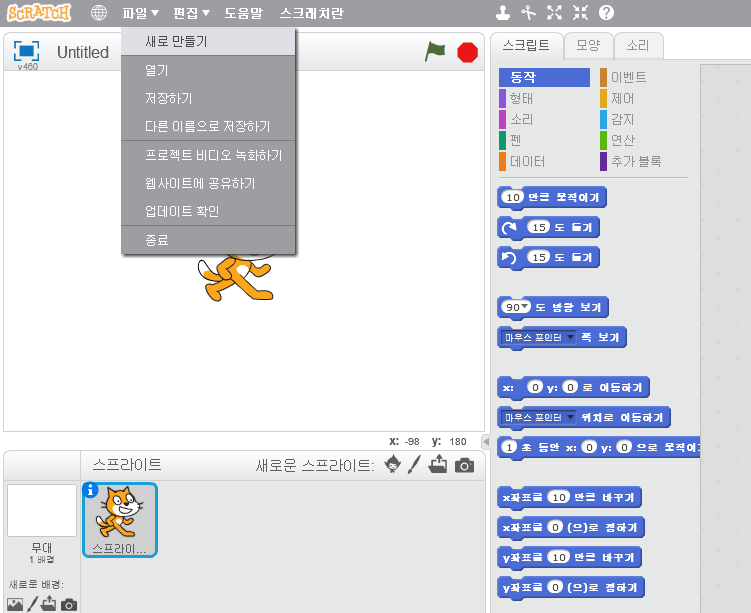 SCRATCH 파일▼ 편집▼ 도움말 스크래치란
새로 만들기
열기
저장하기
다른 이름으로 저장하기
프로젝트 비디오 녹화하기
웹사이트에 공유하기
업데이트 확인
종료
Untitled
v460
x: -98 y: 180
스프라이트 새로운 스프라이트:
스프라이...
무대
1 배경
새로운 배경:
스크립트 모양 소리
동작 이벤트
형태 제어
소리 감지
펜 연산
데이터 추가 블록
10 만큼 움직이기
15 도 돌기
15 도 돌기
90▼ 도 방향 보기
마우스 포인터 ▼ 쪽 보기
x: 0 y: 0 로 이동하기
마우스 포인터 ▼ 위치로 이동하기
1 초 동안 x: 0 y: 0 으로 움직이기
x좌표를 10 만큼 바꾸기
x좌표를 0 (으)로 정하기
y좌표를 10 만큼 바꾸기
y좌표를 0 (으)로 정하기